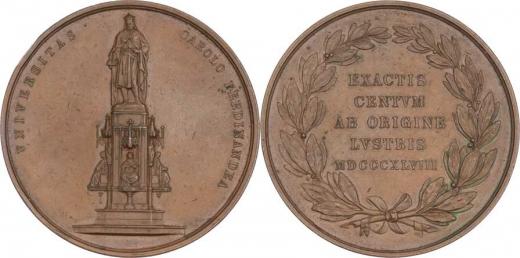 UNIVERSITAS
CAROLO FERDINANDEA
EXACTIS
CENTVM
AB ORIGINE
LVSTRIS
MDCCCXLVIII